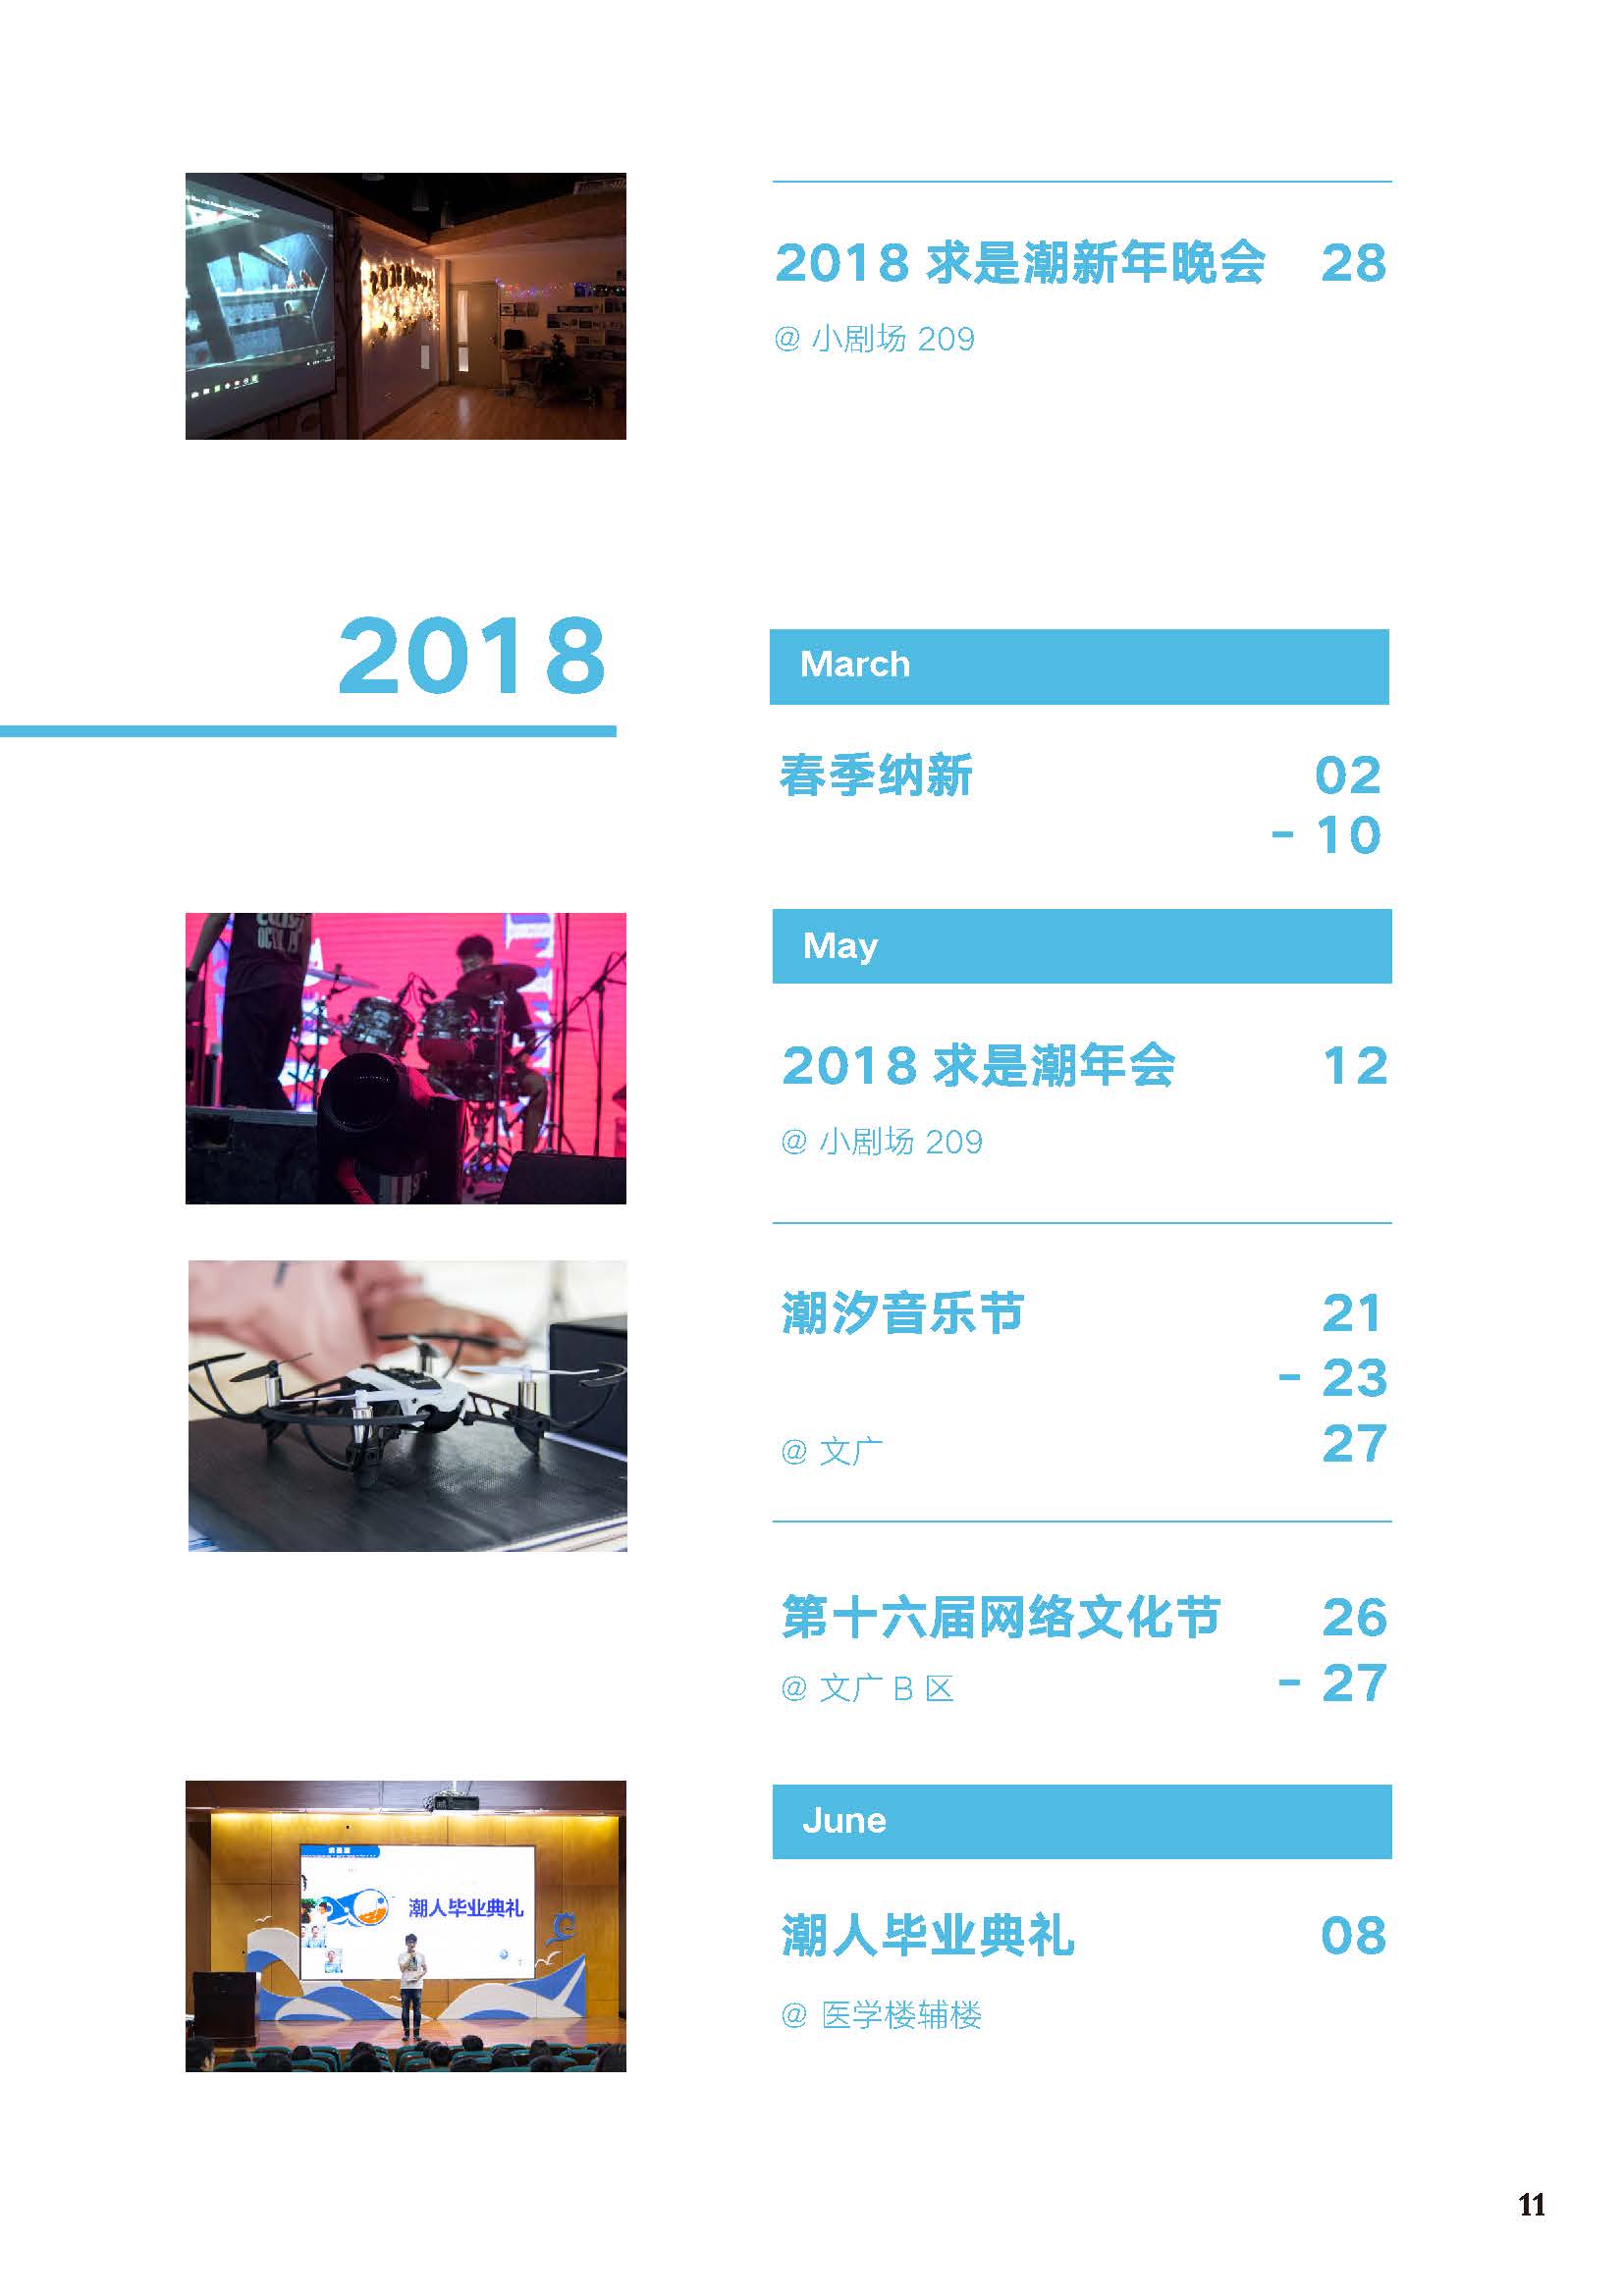 2018 求是潮新年晚会 28
@ 小剧场 209
2018
March
春季纳新 02
- 10
May
2018 求是潮年会 12
@ 小剧场 209
潮汐音乐节 21
- 23
@ 文广 27
第十六届网络文化节 26
@ 文广 B 区 - 27
June
潮人毕业典礼
潮人毕业典礼 08
@ 医学楼辅楼
11